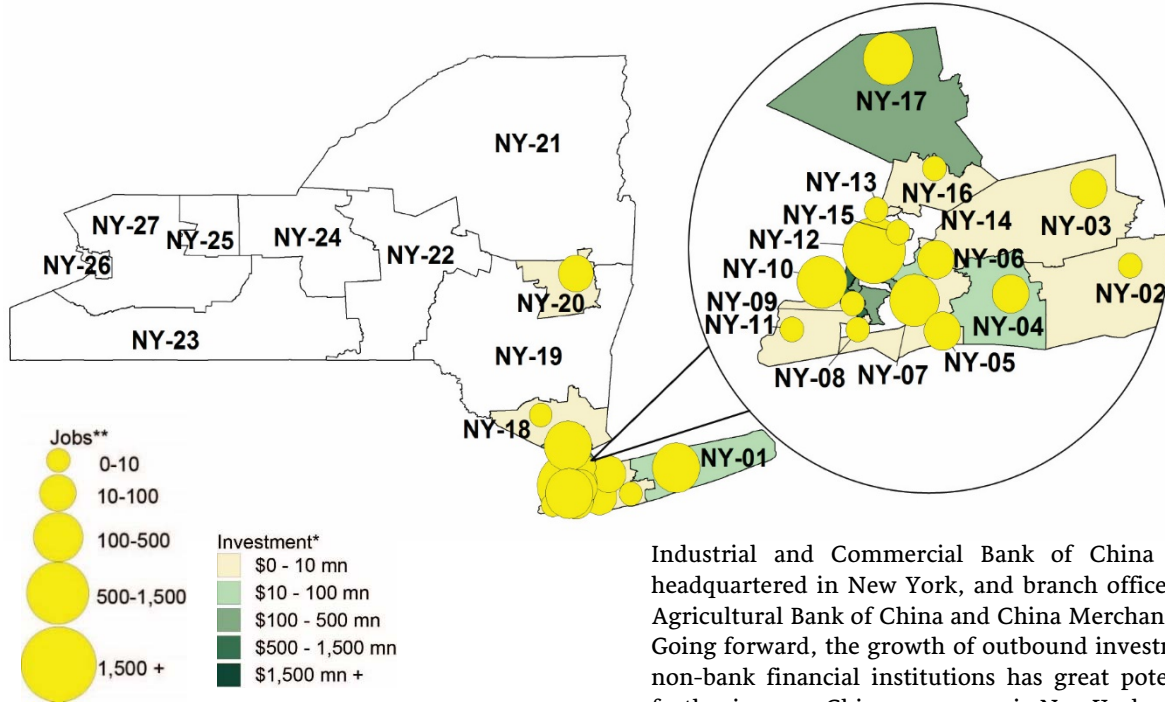 NY-21
NY-27
NY-25
NY-24
NY-22
NY-26
NY-20
NY-23
NY-19
NY-18
NY-01
NY-17
NY-13
NY-16
NY-15
NY-14
NY-03
NY-12
NY-06
NY-10
NY-02
NY-09
NY-04
NY-11
NY-05
NY-08
NY-07
Jobs**
0-10
10-100
100-500
500-1,500
1,500 +
Investment*
$0 - 10 mn
$10 - 100 mn
$100 - 500 mn
$500 - 1,500 mn
$1,500 mn +
Industrial and Commercial Bank of China
headquartered in New York, and branch office
Agricultural Bank of China and China Merchan
Going forward, the growth of outbound investr
non-bank financial institutions has great pote